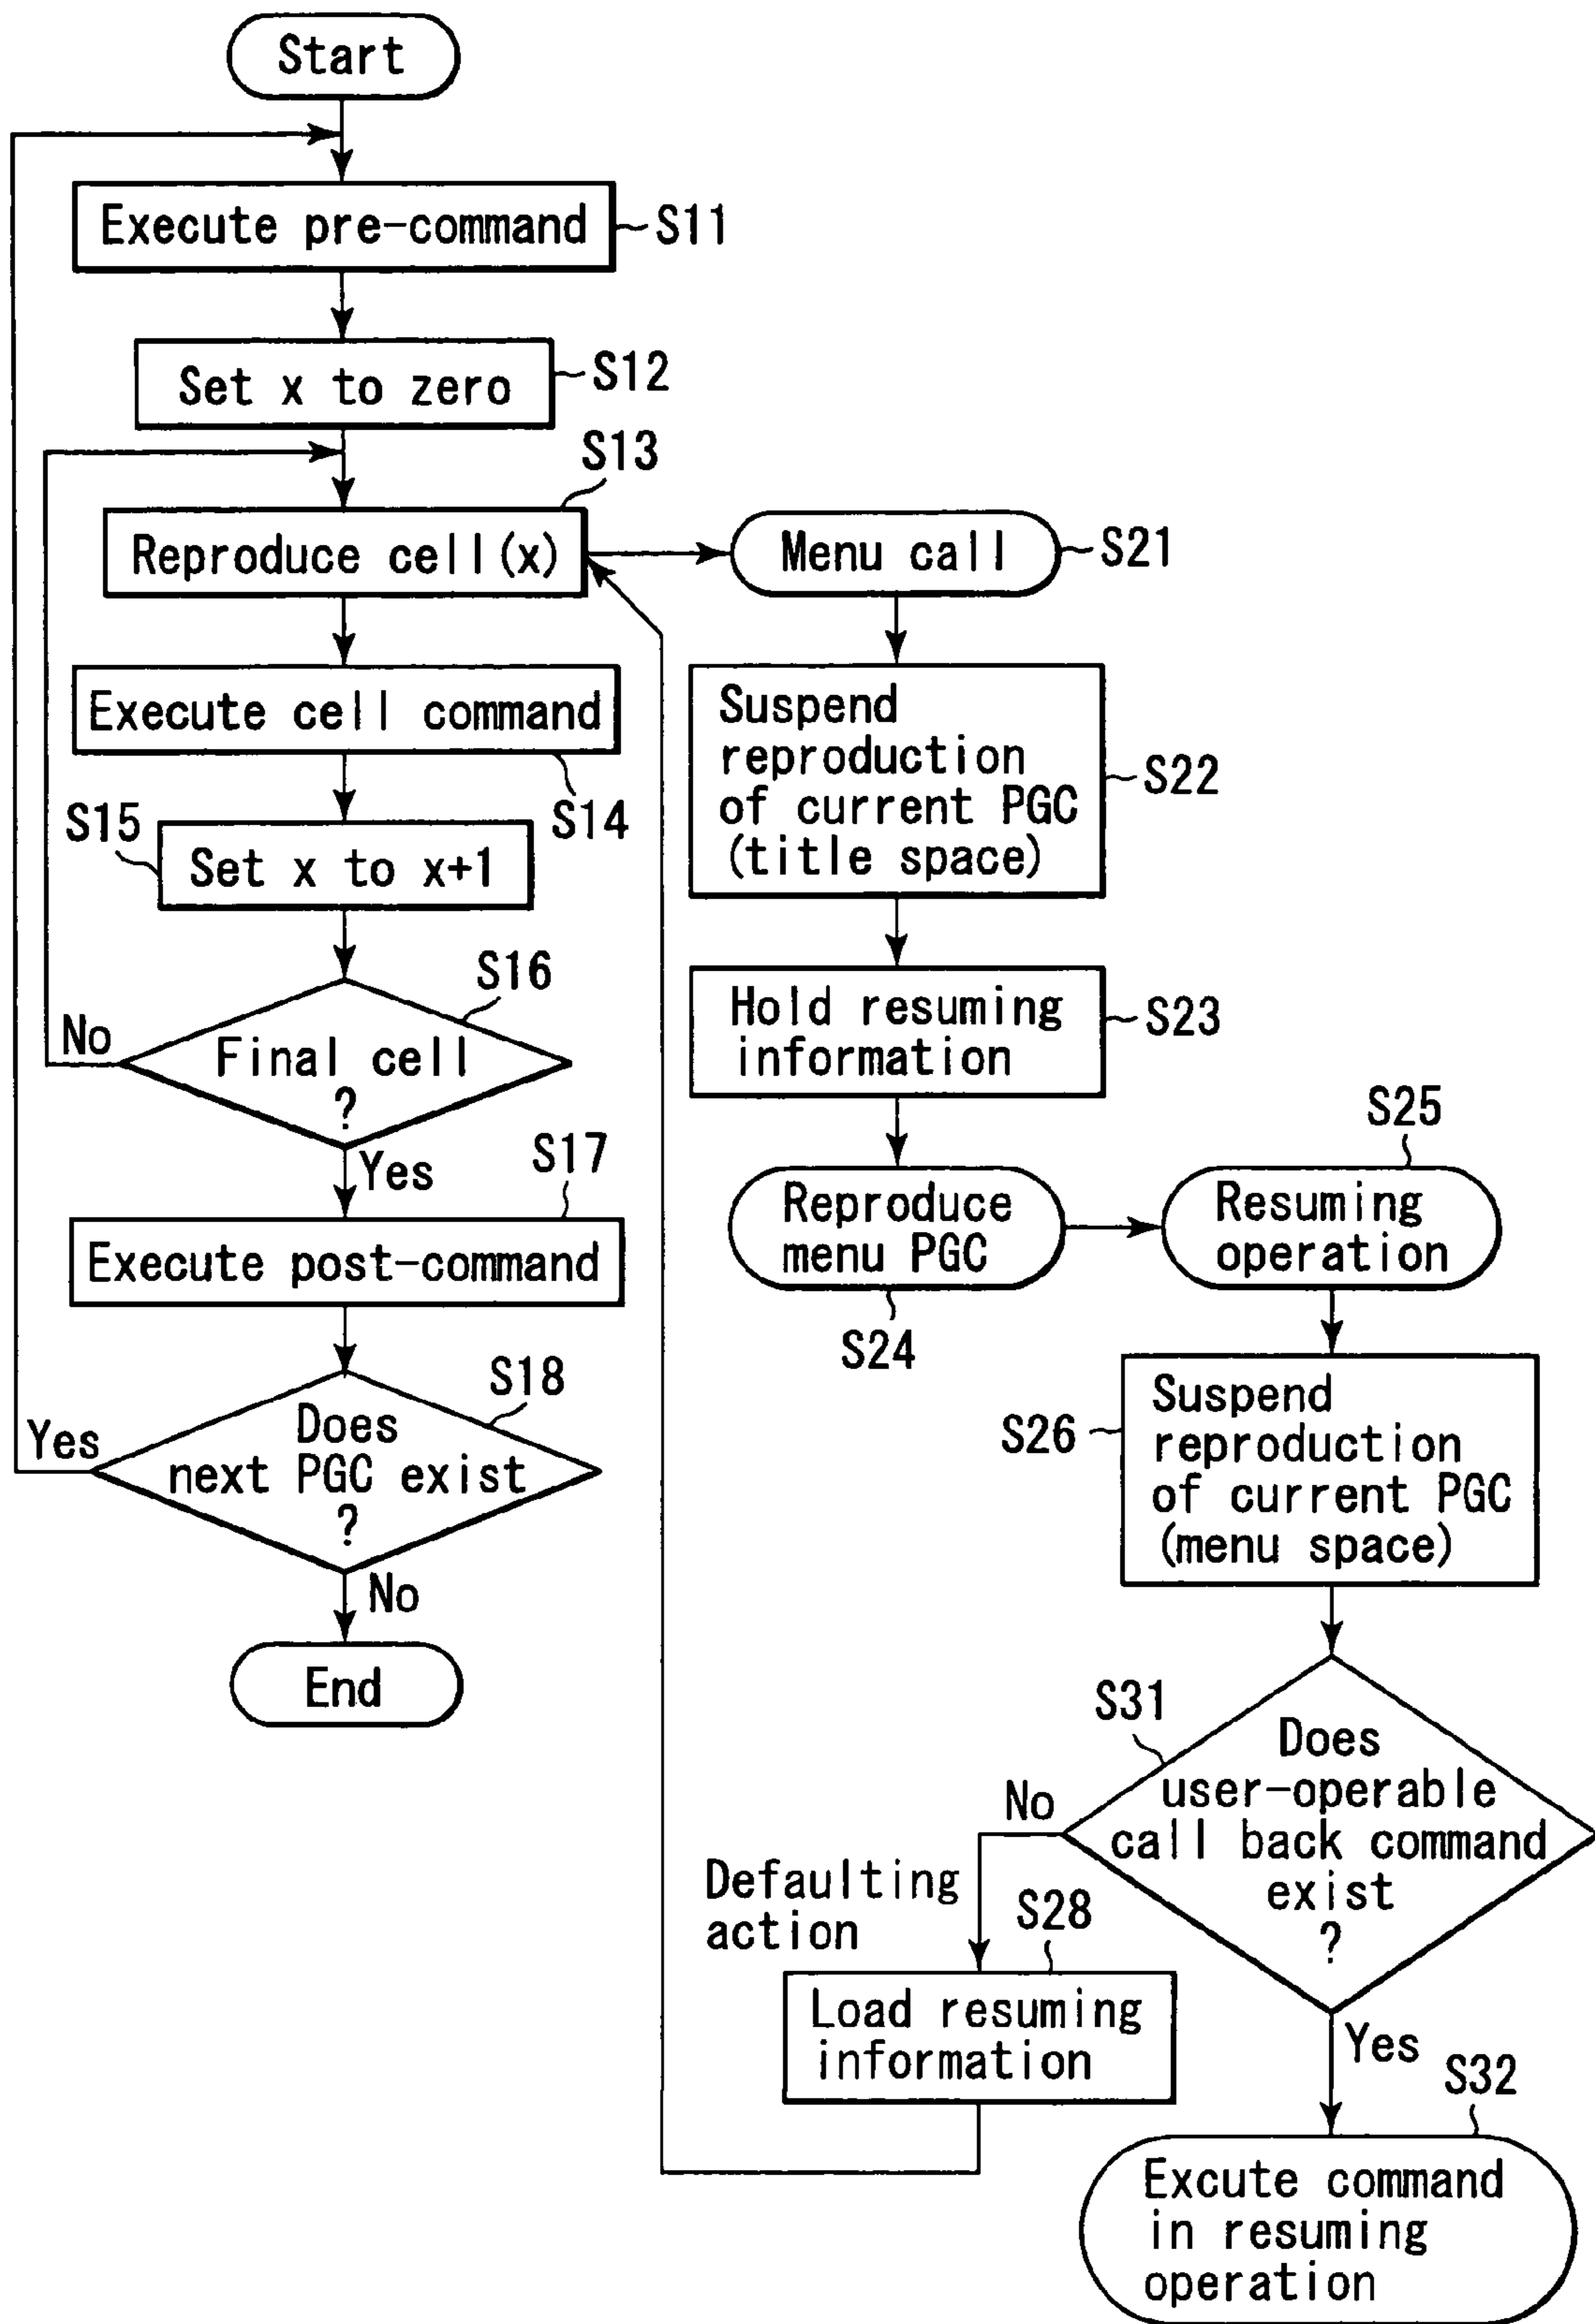 Start
Execute pre-command
S11
Set x to zero
S12
S13
Reproduce cell(x)
Execute cell command
S14
S15
Set x to x+1
S16
No
Final cell
?
Yes
S17
Execute post-command
S18
Yes
Does
next PGC exist
?
No
End
Menu call
S21
Suspend
reproduction
of current PGC
(title space)
S22
Hold resuming
information
S23
Reproduce
menu PGC
S24
S25
Resuming
operation
S26
Suspend
reproduction
of current PGC
(menu space)
S31
Does
user-operable
call back command
exist
?
No
Defaulting
action
S28
Load resuming
information
Yes
S32
Excute command
in resuming
operation